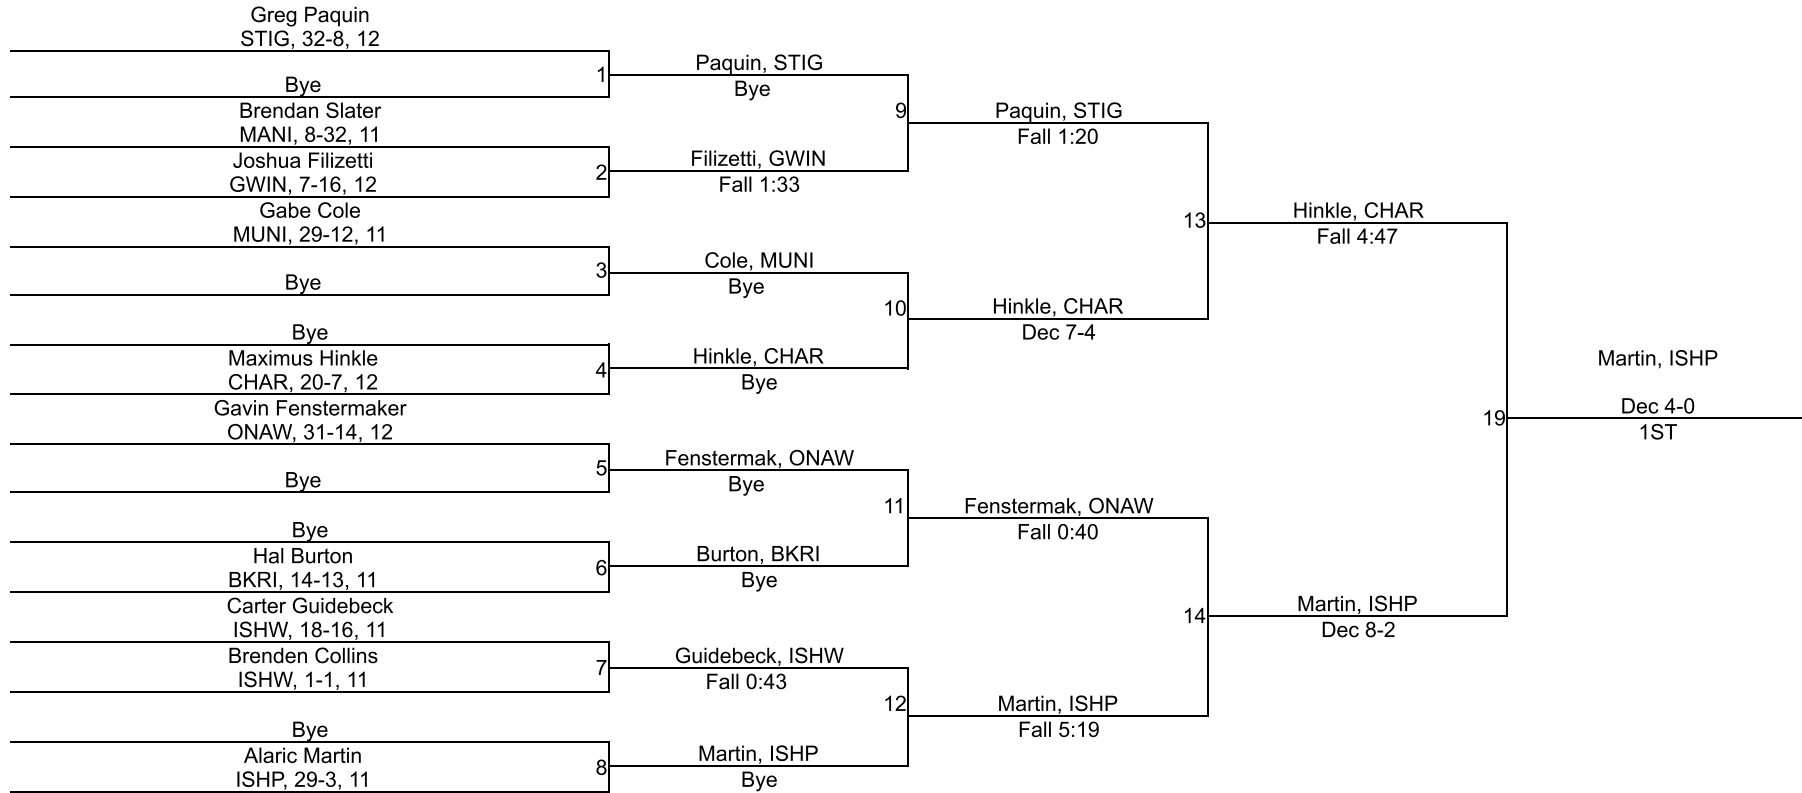 Greg Paquin
STIG, 32-8, 12
Bye
1
Brendan Slater
MANI, 8-32, 11
Joshua Filizetti
GWIN, 7-16, 12
2
Gabe Cole
MUNI, 29-12, 11
Bye
3
Bye
Maximus Hinkle
CHAR, 20-7, 12
4
Gavin Fenstermaker
ONAW, 31-14, 12
Bye
5
Bye
Hal Burton
BKRI, 14-13, 11
6
Carter Guidebeck
ISHW, 18-16, 11
Brenden Collins
ISHW, 1-1, 11
7
Bye
Alaric Martin
ISHP, 29-3, 11
8
Paquin, STIG
Bye
9
Filizetti, GWIN
Fall 1:33
Cole, MUNI
Bye
10
Hinkle, CHAR
Bye
Fenstermak, ONAW
Bye
11
Burton, BKRI
Bye
Guidebeck, ISHW
Fall 0:43
12
Martin, ISHP
Bye
Paquin, STIG
Fall 1:20
13
Hinkle, CHAR
Dec 7-4
Fenstermak, ONAW
Fall 0:40
14
Martin, ISHP
Fall 5:19
Hinkle, CHAR
Fall 4:47
19
Martin, ISHP
Dec 8-2
Martin, ISHP
Dec 4-0
1ST